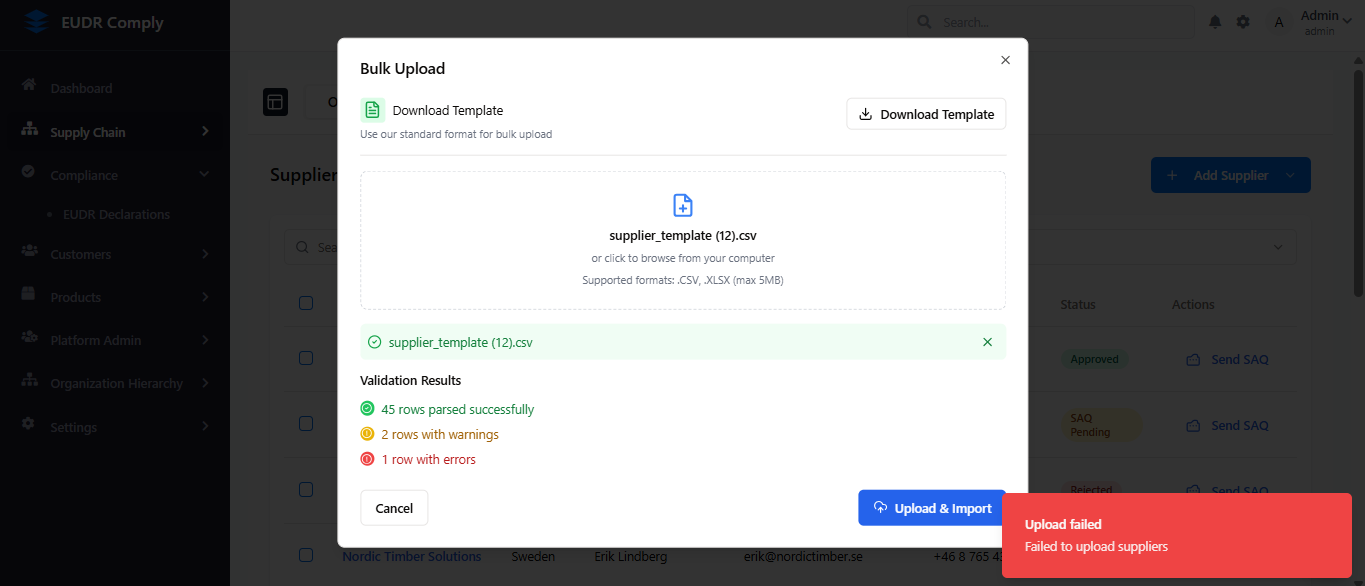 EUDR Comply
Search...
A
Admin
admin
Dashboard
Supply Chain
Compliance
EUDR Declarations
Customers
Products
Platform Admin
Organization Hierarchy
Settings
Supplier
Add Supplier
Status
Actions
Approved
Send SAQ
SAQ
Pending
Send SAQ
Rejected
Send SAQ
Nordic Timber Solutions Sweden Erik Lindberg erik@nordictimber.se +46 8 765 4
Bulk Upload
Download Template
Download Template
Use our standard format for bulk upload
supplier_template (12).csv
or click to browse from your computer
Supported formats: .CSV, .XLSX (max 5MB)
supplier_template (12).csv
Validation Results
45 rows parsed successfully
2 rows with warnings
1 row with errors
Cancel
Upload & Import
Upload failed
Failed to upload suppliers